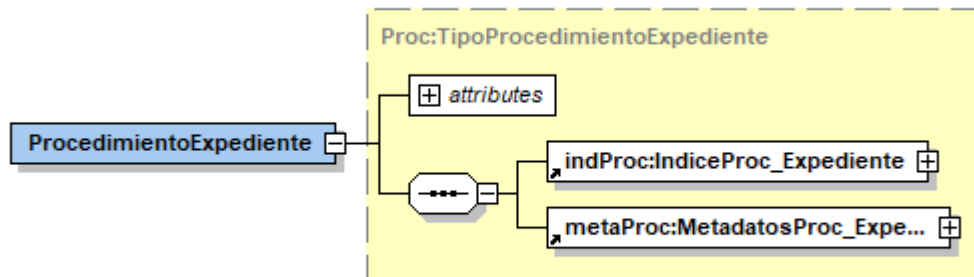 Proc:TipoProcedimientoExpediente
attributes
ProcedimientoExpediente
indProc:IndiceProc_Expediente
metaProc:MetadatosProc_Expe...